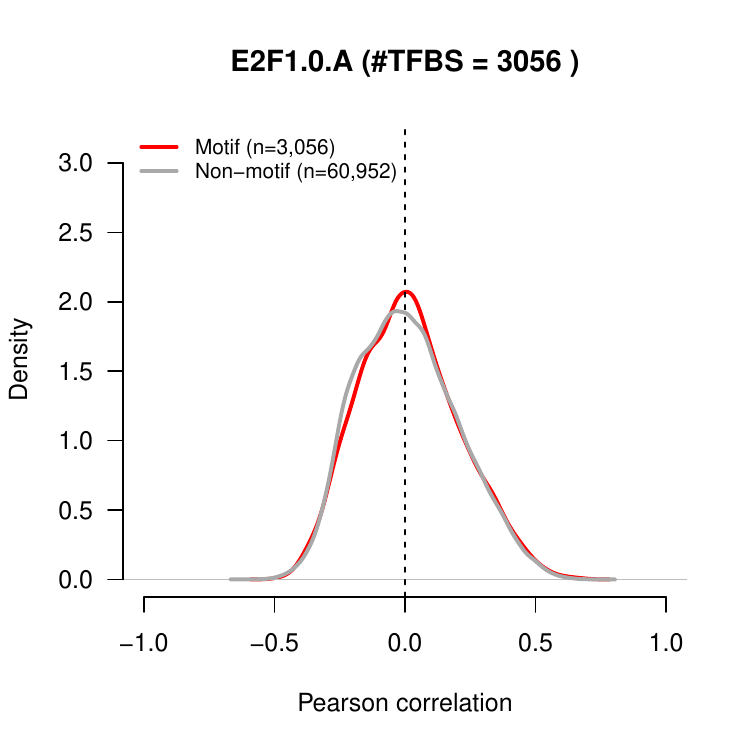 E2F1.0.A (#TFBS = 3056 )
Motif (n=3,056)
Non−motif (n=60,952)
3.0
2.5
2.0
1.5
1.0
0.5
0.0
Density
−1.0 −0.5 0.0 0.5 1.0
Pearson correlation